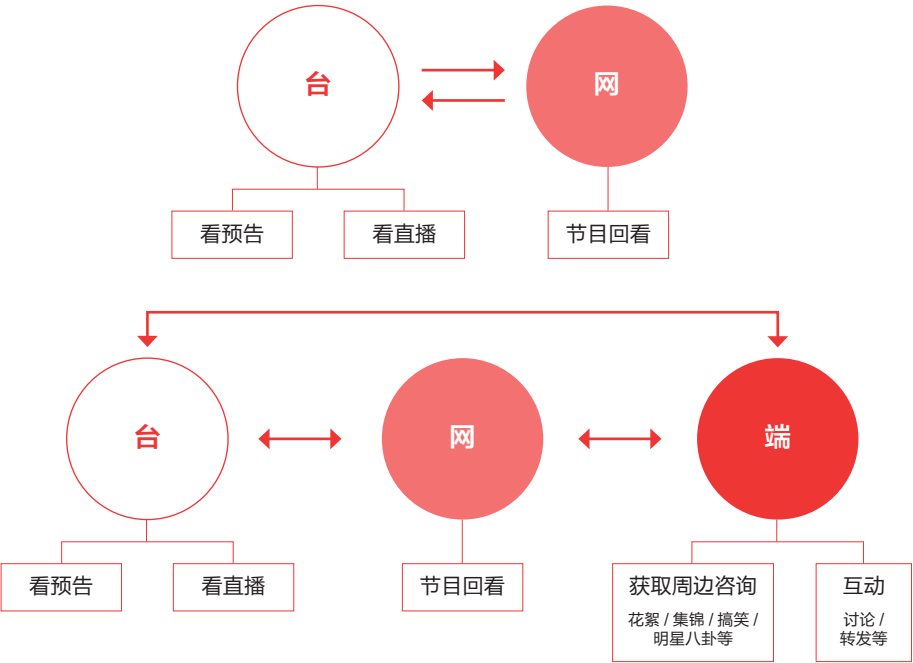 台
网
看预告
看直播
节目回看
台
网
端
看预告
看直播
节目回看
获取周边咨询
花絮 / 集锦 / 搞笑 /
明星八卦等
互动
讨论 /
转发等